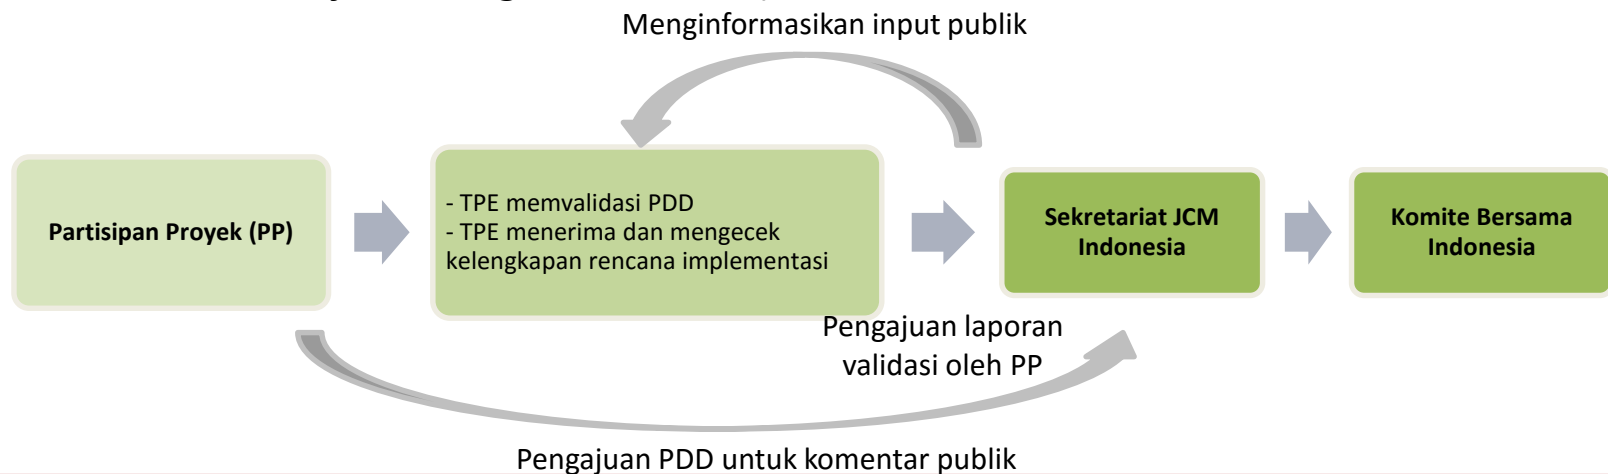 Menginformasikan input publik
Partisipan Proyek (PP)
- TPE memvalidasi PDD
- TPE menerima dan mengecek
kelengkapan rencana implementasi
Sekretariat JCM
Indonesia
Komite Bersama
Indonesia
Pengajuan laporan
validasi oleh PP
Pengajuan PDD untuk komentar publik